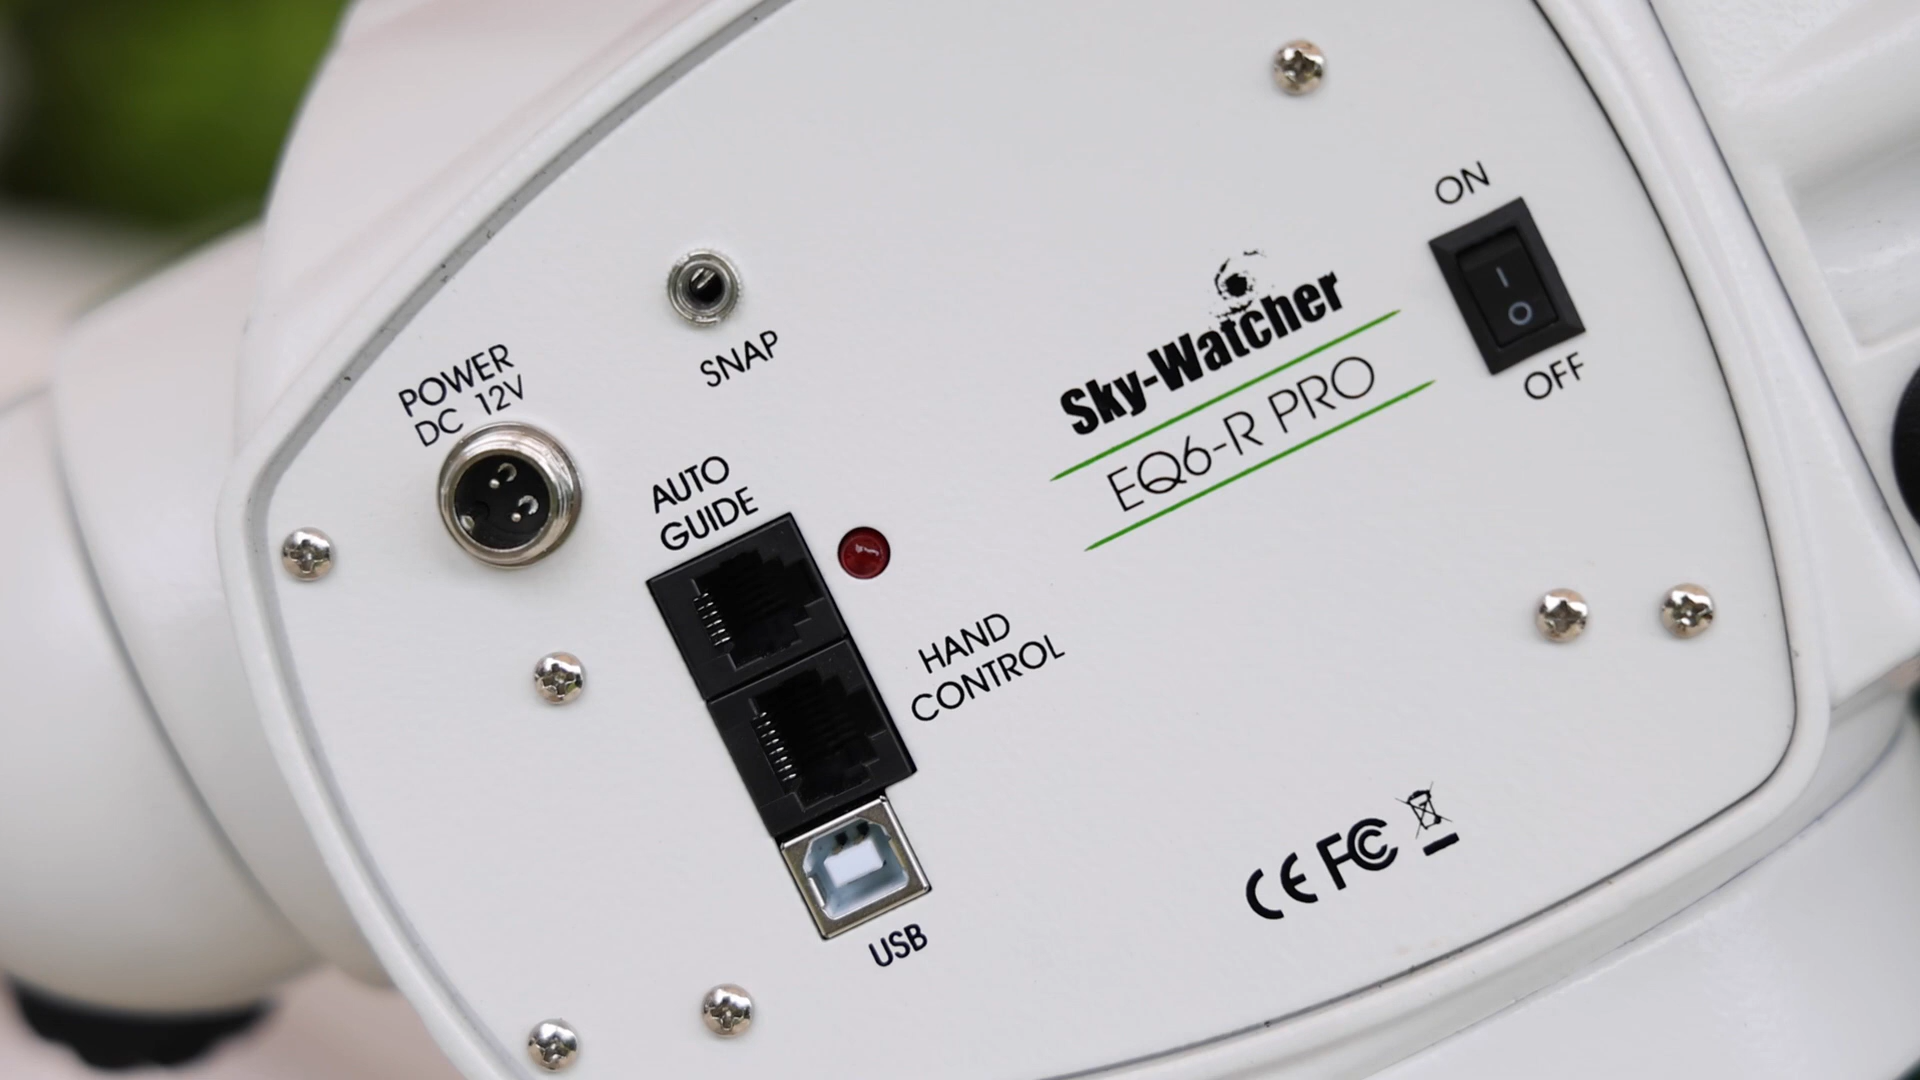 ON
OFF
SNAP
POWER
DC 12V
Sky-Watcher
EQ6-R PRO
AUTO
GUIDE
HAND
CONTROL
USB
CE FC